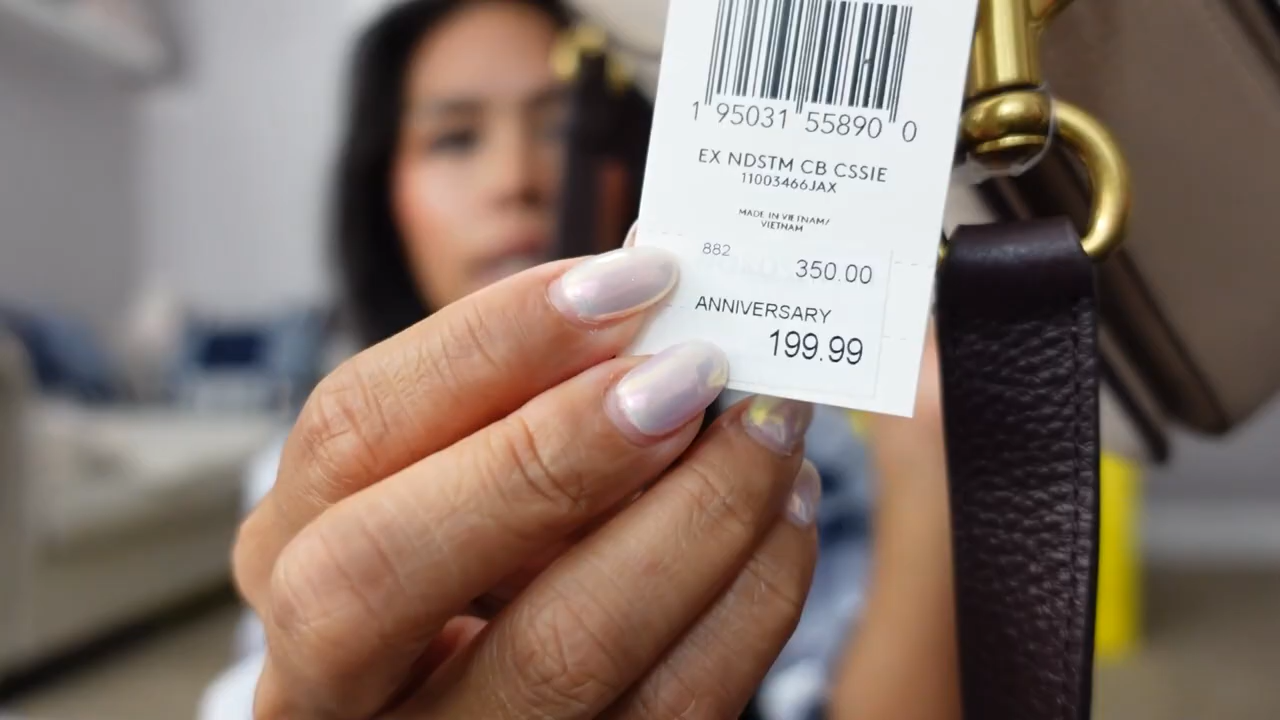 1 95031 55890 0
EX NDSTM CB CSSIE
11003466JAX
MADE IN VIETNAM/
VIETNAM
882 350.00
ANNIVERSARY
199.99